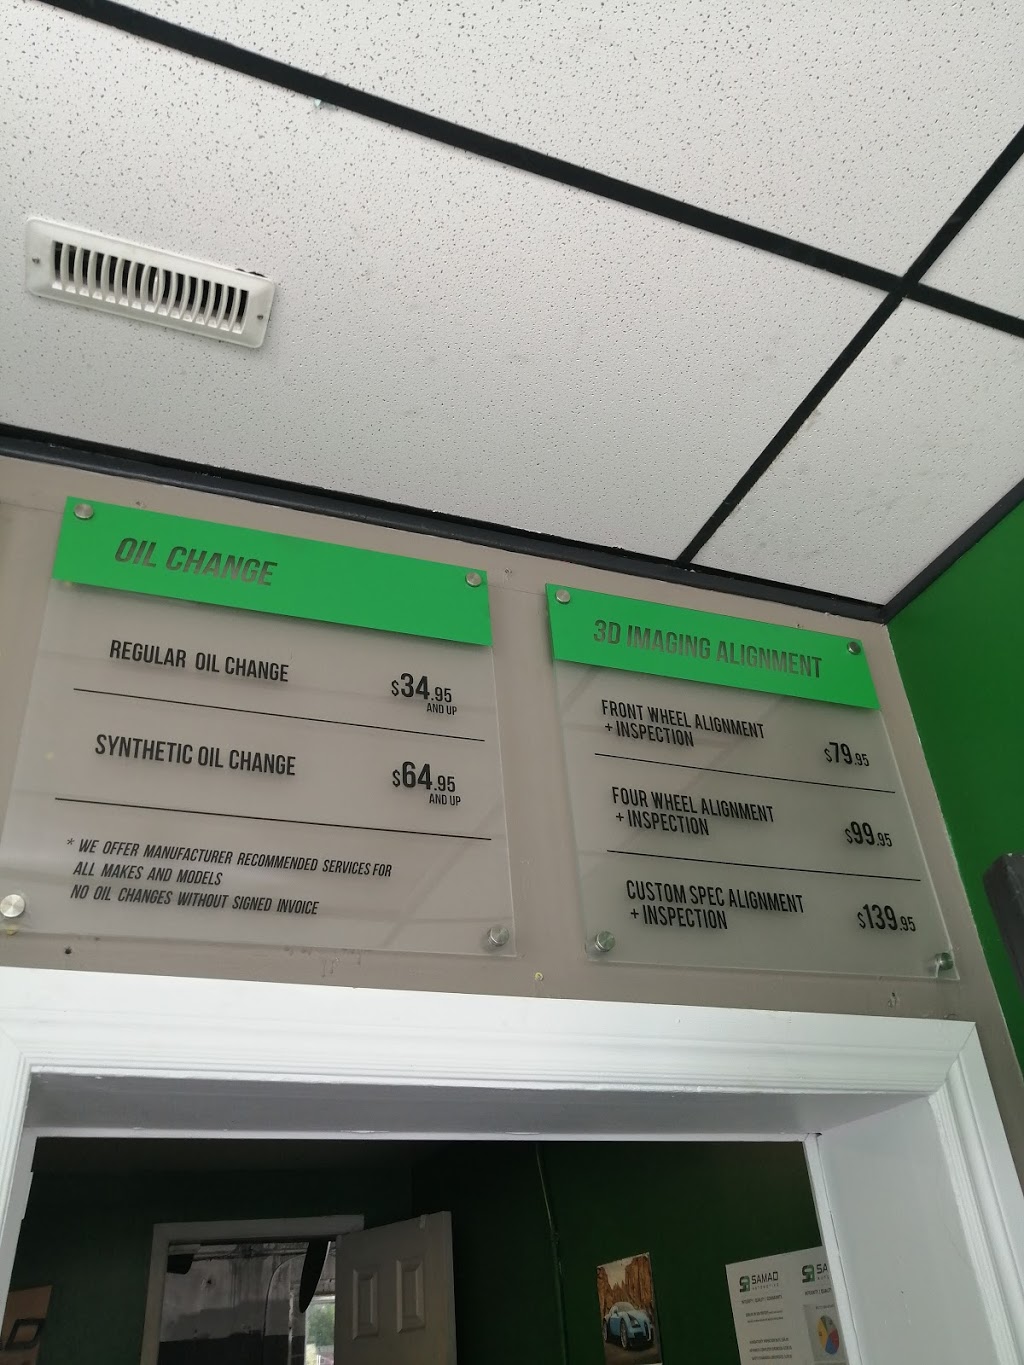 OIL CHANGE
REGULAR OIL CHANGE
$34.95
AND UP
SYNTHETIC OIL CHANGE
$64.95
AND UP
* WE OFFER MANUFACTURER RECOMMENDED SERVICES FOR
ALL MAKES AND MODELS
NO OIL CHANGES WITHOUT SIGNED INVOICE
3D IMAGING ALIGNMENT
FRONT WHEEL ALIGNMENT
+ INSPECTION
$79.95
FOUR WHEEL ALIGNMENT
+ INSPECTION
$99.95
CUSTOM SPEC ALIGNMENT
+ INSPECTION
$139.95
SAMAD
SA